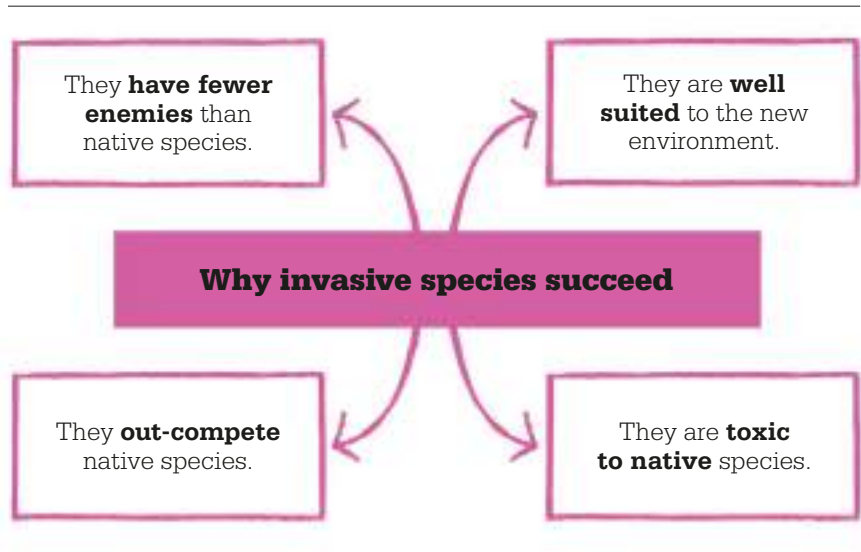 They have fewer
enemies than
native species.
They are well
suited to the new
environment.
Why invasive species succeed
They out-compete
native species.
They are toxic
to native species.